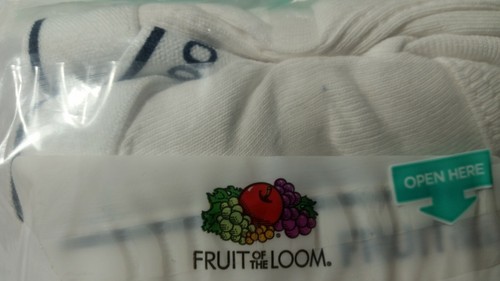 OPEN HERE
FRUIT OF THE LOOM®